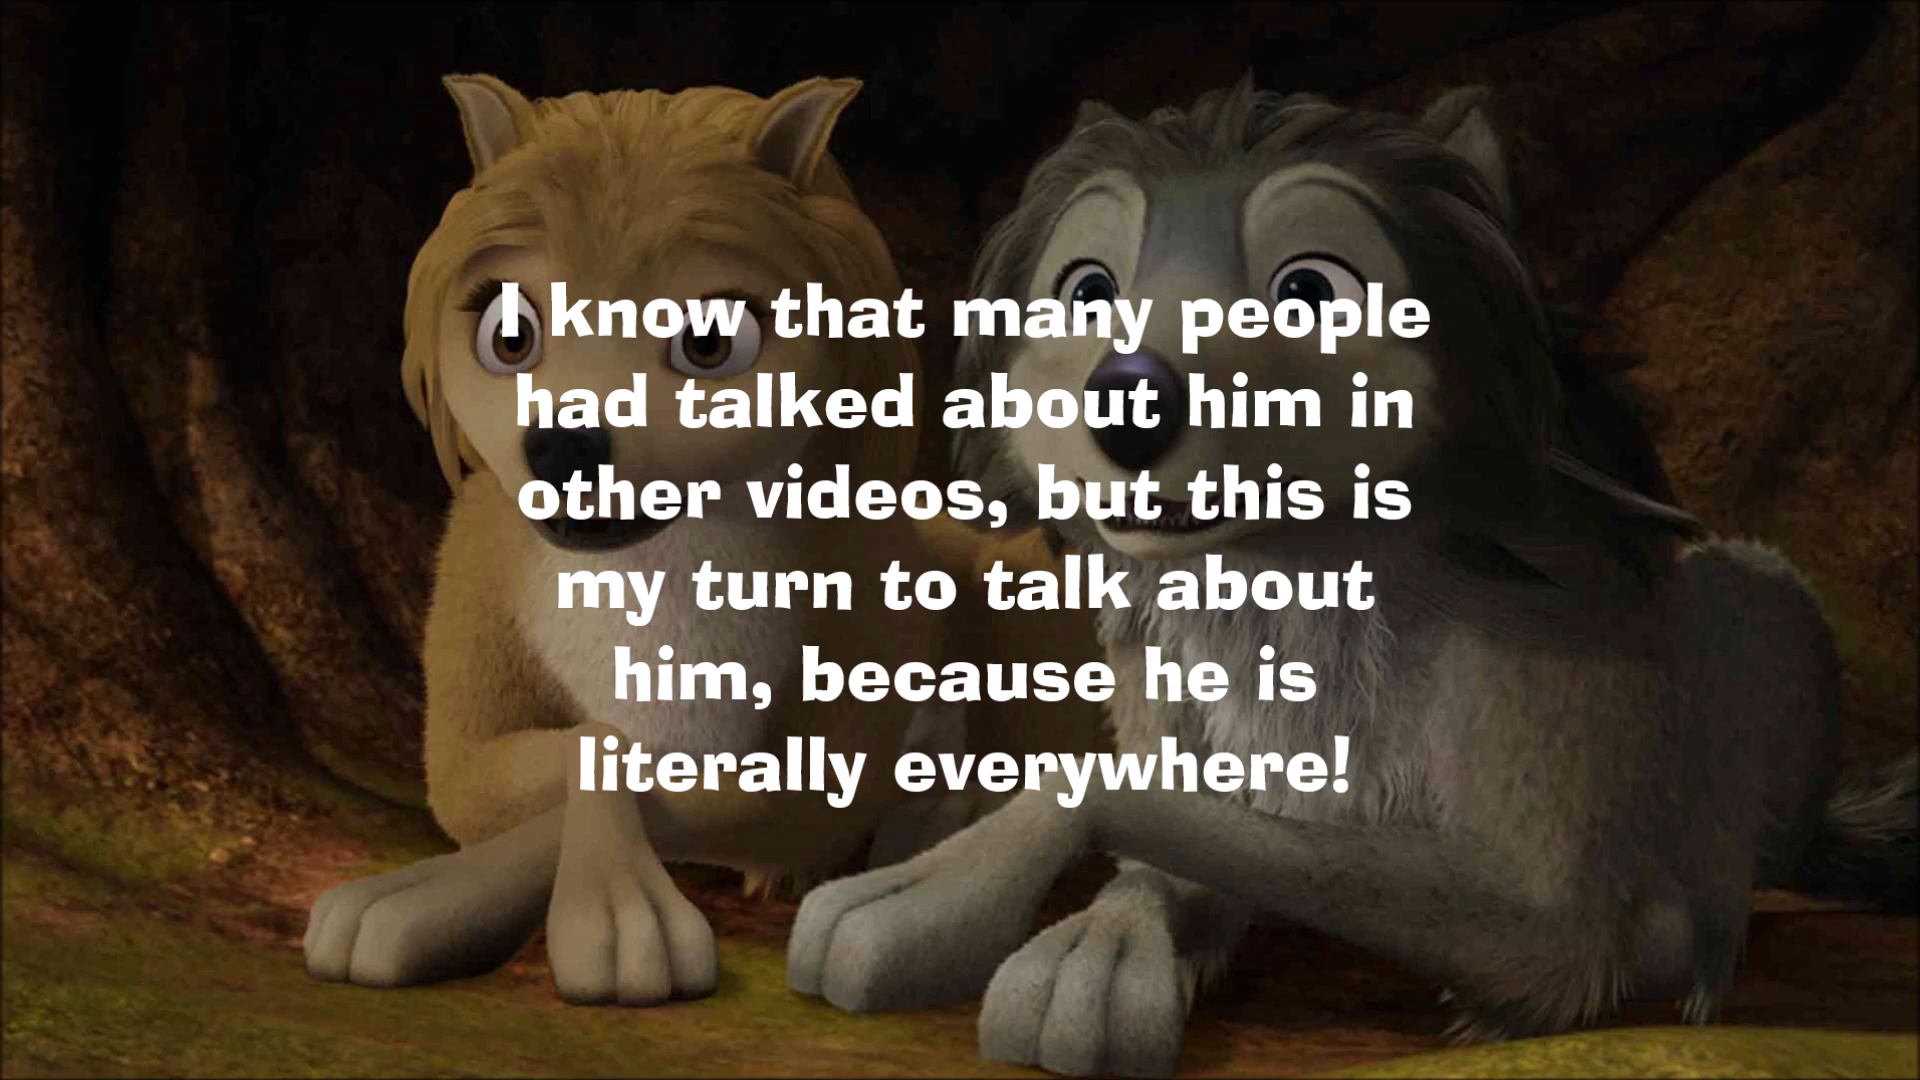 I know that many people
had talked about him in
other videos, but this is
my turn to talk about
him, because he is
literally everywhere!